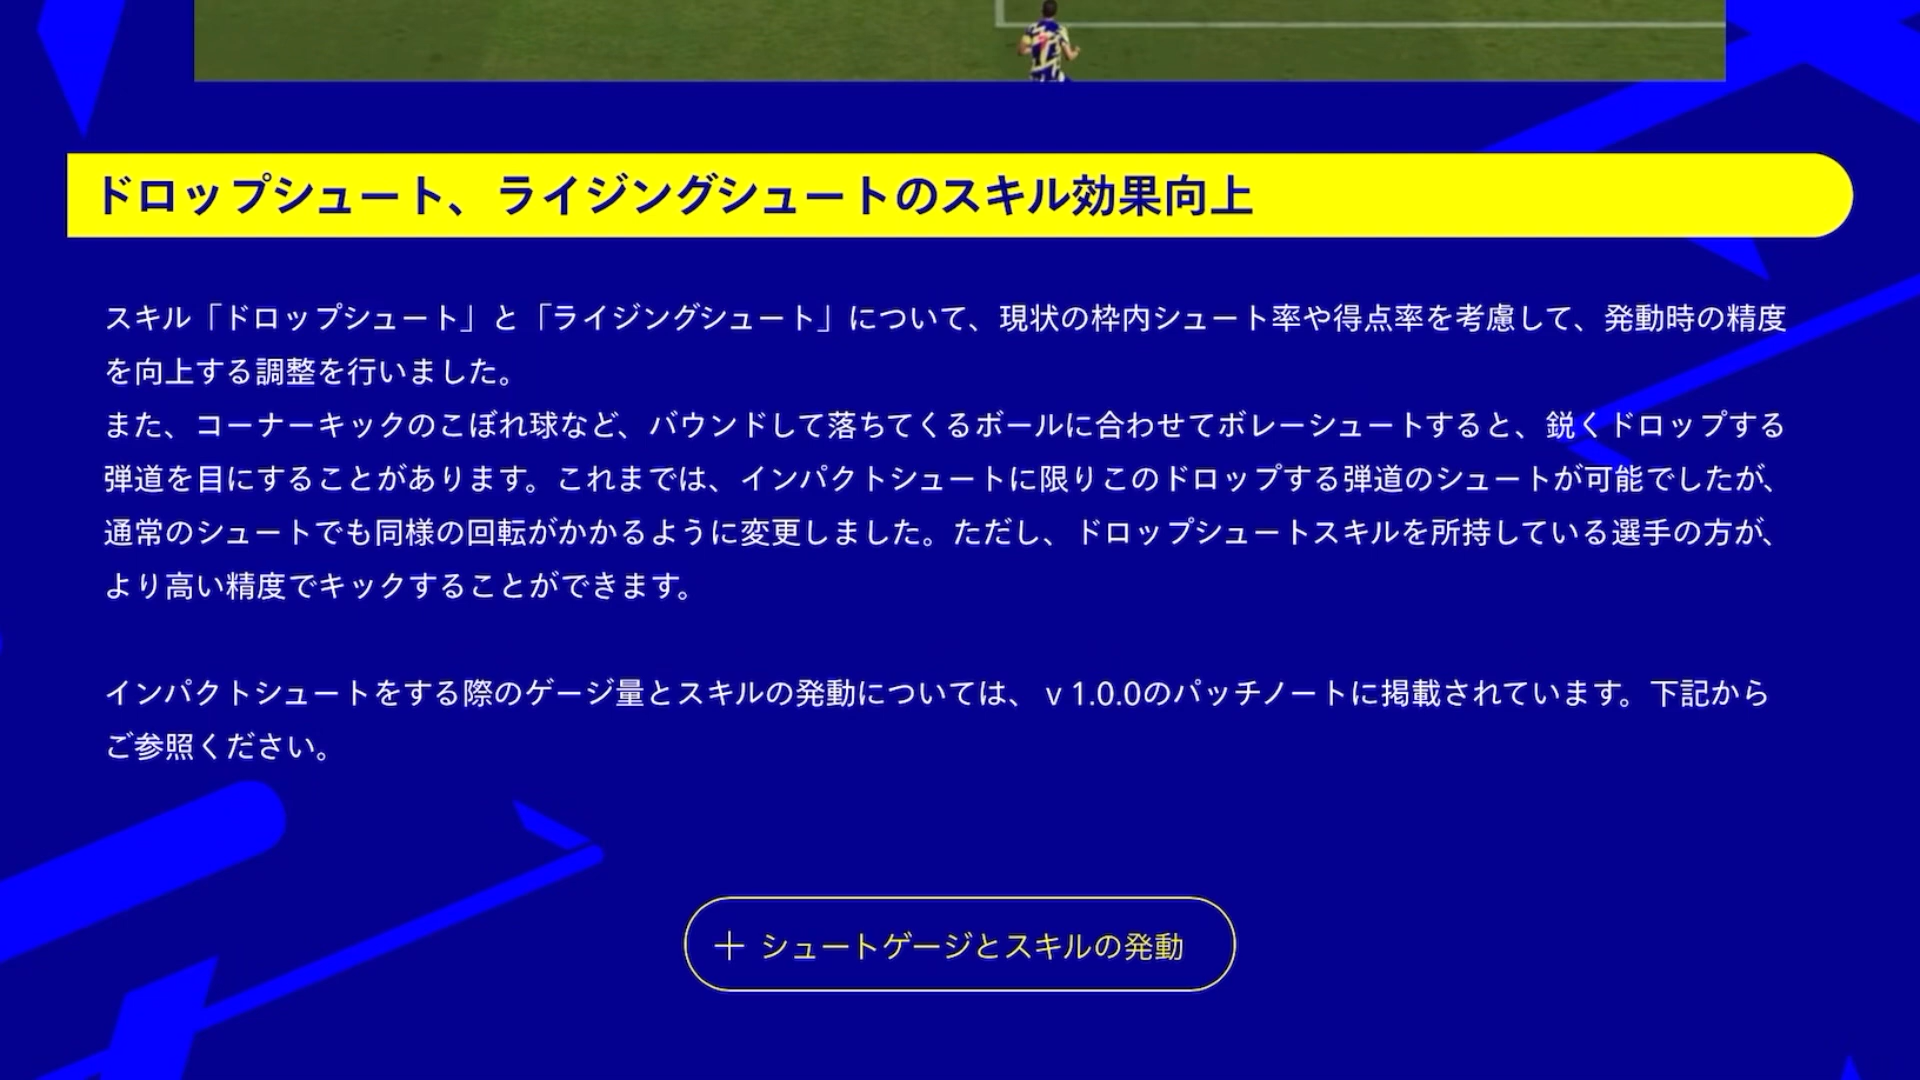 ドロップシュート、ライジングシュートのスキル効果向上
スキル「ドロップシュート」と「ライジングシュート」について、現状の枠内シュート率や得点率を考慮して、発動時の精度
を向上する調整を行いました。
また、コーナーキックのこぼれ球など、バウンドして落ちてくるボールに合わせてボレーシュートすると、鋭くドロップする
弾道を目にすることがあります。これまでは、インパクトシュートに限りこのドロップする弾道のシュートが可能でしたが、
通常のシュートでも同様の回転がかかるように変更しました。ただし、ドロップシュートスキルを所持している選手の方が、
より高い精度でキックすることができます。
インパクトシュートをする際のゲージ量とスキルの発動については、ｖ1.0.0のパッチノートに掲載されています。下記から
ご参照ください。
＋ シュートゲージとスキルの発動